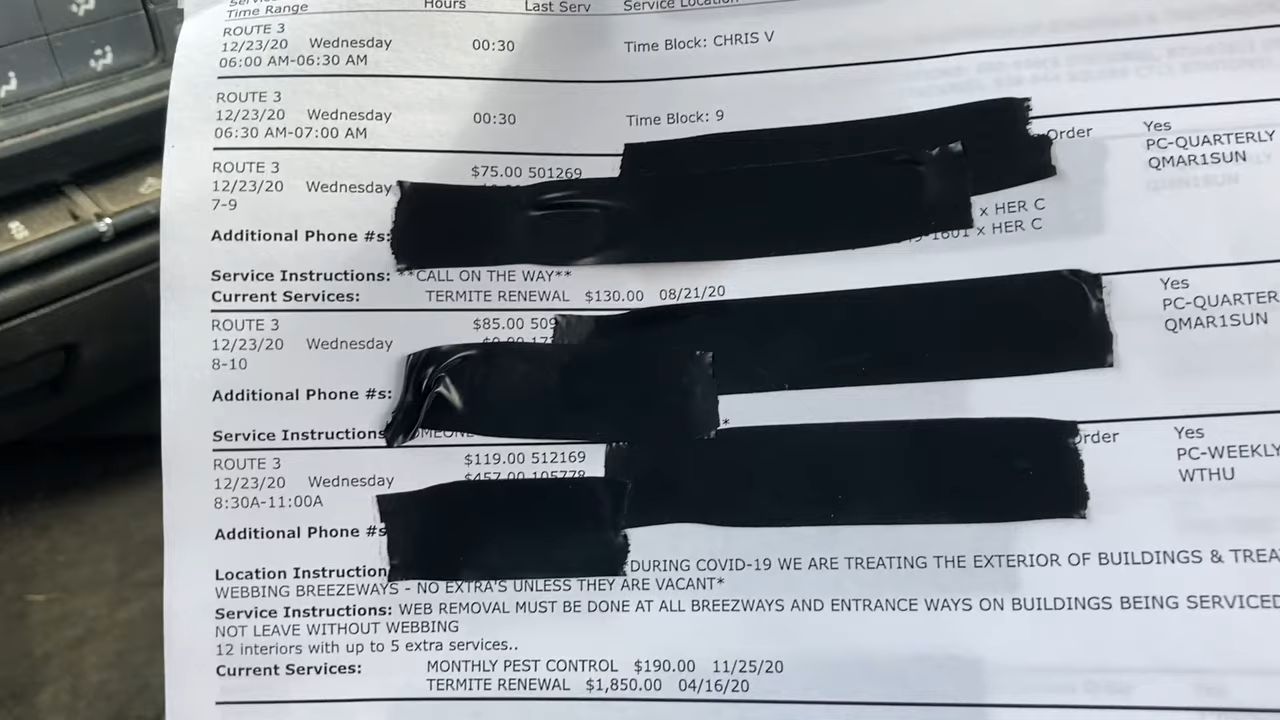 Time Range Hours Last Serv Service Location
ROUTE 3
12/23/20 Wednesday 00:30 Time Block: CHRIS V
06:00 AM-06:30 AM
ROUTE 3
12/23/20 Wednesday 00:30 Time Block: 9
06:30 AM-07:00 AM
Order Yes
ROUTE 3 $75.00 501269 PC-QUARTERLY
12/23/20 Wednesday QMAR1SUN
7-9
x HER C
Additional Phone #s: 1601 x HER C
Service Instructions: **CALL ON THE WAY**
Current Services: TERMITE RENEWAL $130.00 08/21/20
Yes
ROUTE 3 $85.00 509 PC-QUARTER
12/23/20 Wednesday QMAR1SUN
8-10
Additional Phone #s:
Service Instructions *
Order Yes
ROUTE 3 $119.00 512169 PC-WEEKLY
12/23/20 Wednesday $457.00 105778 WTHU
8:30A-11:00A
Additional Phone #s
Location Instruction DURING COVID-19 WE ARE TREATING THE EXTERIOR OF BUILDINGS & TREA
WEBBING BREEZEWAYS - NO EXTRA'S UNLESS THEY ARE VACANT*
Service Instructions: WEB REMOVAL MUST BE DONE AT ALL BREEZWAYS AND ENTRANCE WAYS ON BUILDINGS BEING SERVICED
NOT LEAVE WITHOUT WEBBING
12 interiors with up to 5 extra services..
Current Services: MONTHLY PEST CONTROL $190.00 11/25/20
TERMITE RENEWAL $1,850.00 04/16/20